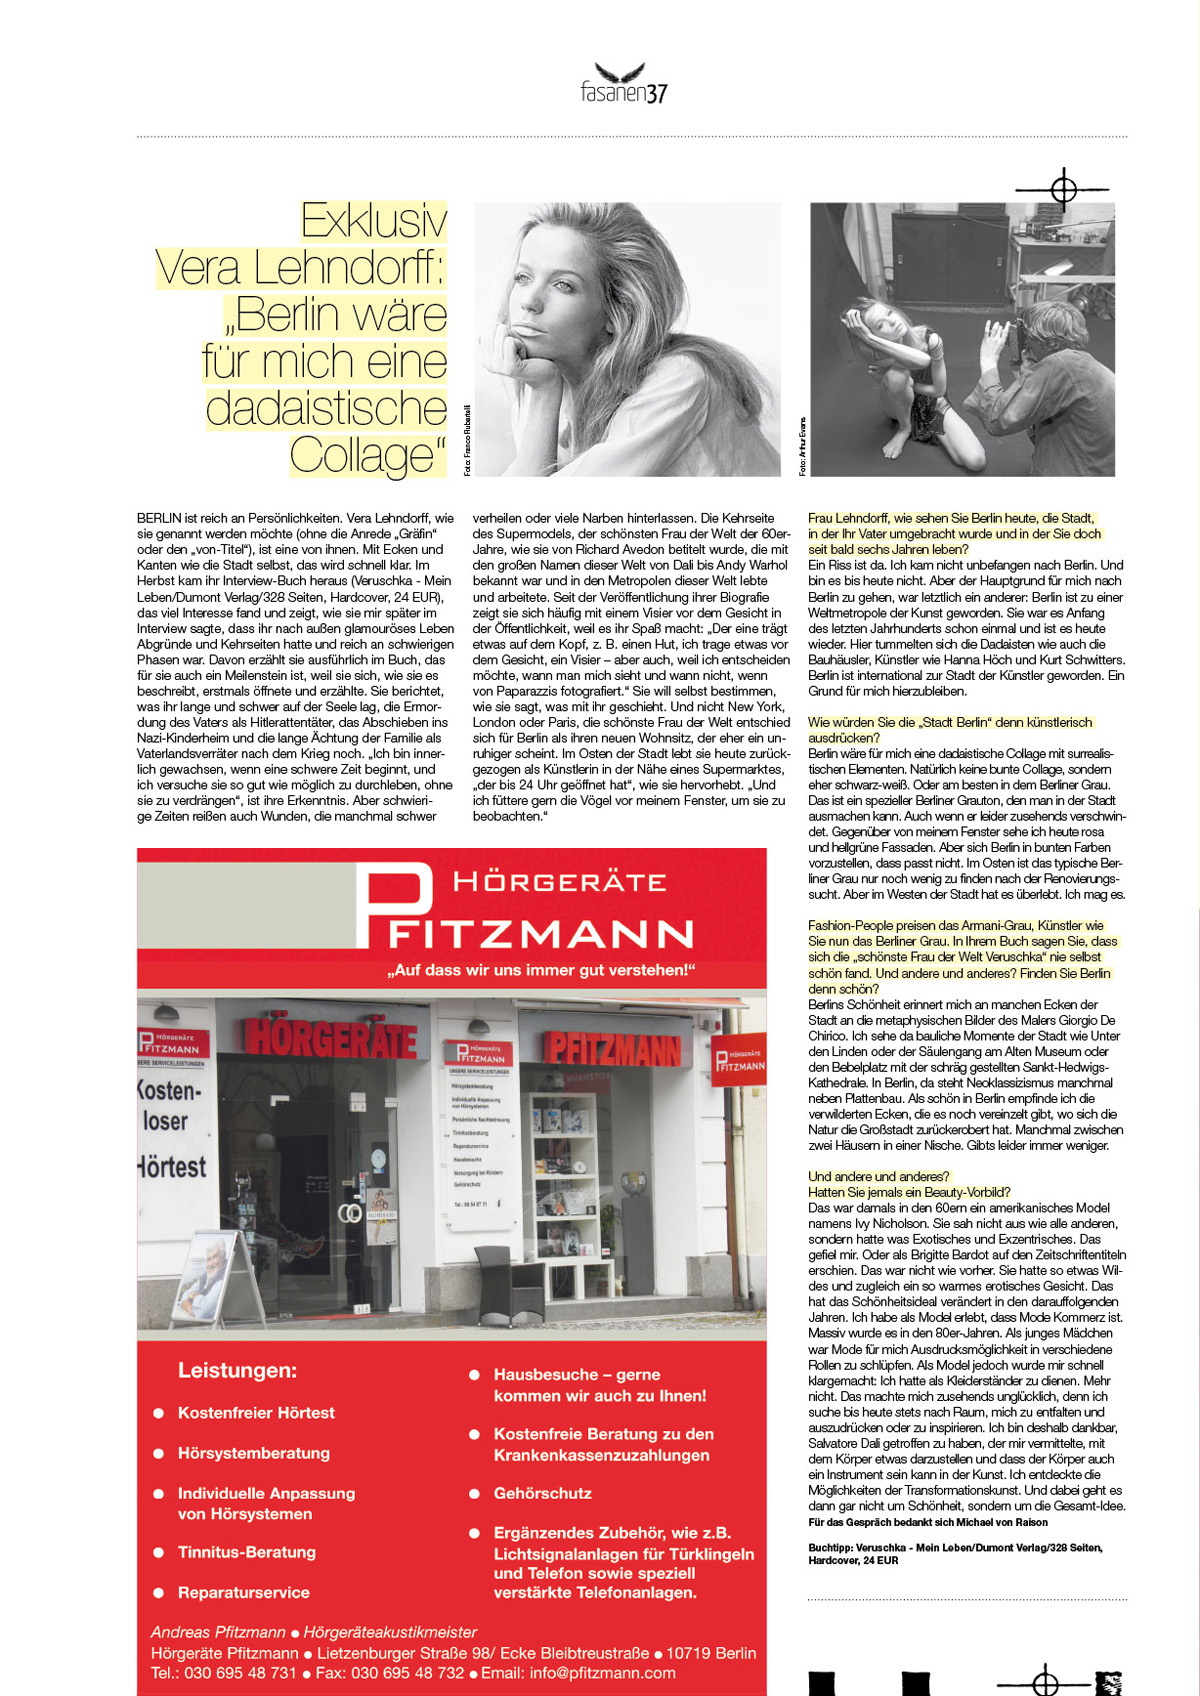 fasanen37
Exklusiv
Vera Lehndorff:
„Berlin wäre
für mich eine
dadaistische
Collage“
Foto: Franco Rubartelli
Foto: Arthur Evans
BERLIN ist reich an Persönlichkeiten. Vera Lehndorff, wie
sie genannt werden möchte (ohne die Anrede „Gräfin“
oder den „von-Titel“), ist eine von ihnen. Mit Ecken und
Kanten wie die Stadt selbst, das wird schnell klar. Im
Herbst kam ihr Interview-Buch heraus (Veruschka - Mein
Leben/Dumont Verlag/328 Seiten, Hardcover, 24 EUR),
das viel Interesse fand und zeigt, wie sie mir später im
Interview sagte, dass ihr nach außen glamouröses Leben
Abgründe und Kehrseiten hatte und reich an schwierigen
Phasen war. Davon erzählt sie ausführlich im Buch, das
für sie auch ein Meilenstein ist, weil sie sich, wie sie es
beschreibt, erstmals öffnete und erzählte. Sie berichtet,
was ihr lange und schwer auf der Seele lag, die Ermor-
dung des Vaters als Hitlerattentäter, das Abschieben ins
Nazi-Kinderheim und die lange Ächtung der Familie als
Vaterlandsverräter nach dem Krieg noch. „Ich bin inner-
lich gewachsen, wenn eine schwere Zeit beginnt, und
ich versuche sie so gut wie möglich zu durchleben, ohne
sie zu verdrängen“, ist ihre Erkenntnis. Aber schwieri-
ge Zeiten reißen auch Wunden, die manchmal schwer
verheilen oder viele Narben hinterlassen. Die Kehrseite
des Supermodels, der schönsten Frau der Welt der 60er-
Jahre, wie sie von Richard Avedon betitelt wurde, die mit
den großen Namen dieser Welt von Dali bis Andy Warhol
bekannt war und in den Metropolen dieser Welt lebte
und arbeitete. Seit der Veröffentlichung ihrer Biografie
zeigt sie sich häufig mit einem Visier vor dem Gesicht in
der Öffentlichkeit, weil es ihr Spaß macht: „Der eine trägt
etwas auf dem Kopf, z. B. einen Hut, ich trage etwas vor
dem Gesicht, ein Visier – aber auch, weil ich entscheiden
möchte, wann man mich sieht und wann nicht, wenn
von Paparazzis fotografiert.“ Sie will selbst bestimmen,
wie sie sagt, was mit ihr geschieht. Und nicht New York,
London oder Paris, die schönste Frau der Welt entschied
sich für Berlin als ihren neuen Wohnsitz, der eher ein un-
ruhiger scheint. Im Osten der Stadt lebt sie heute zurück-
gezogen als Künstlerin in der Nähe eines Supermarktes,
„der bis 24 Uhr geöffnet hat“, wie sie hervorhebt. „Und
ich füttere gern die Vögel vor meinem Fenster, um sie zu
beobachten.“
Frau Lehndorff, wie sehen Sie Berlin heute, die Stadt,
in der Ihr Vater umgebracht wurde und in der Sie doch
seit bald sechs Jahren leben?
Ein Riss ist da. Ich kam nicht unbefangen nach Berlin. Und
bin es bis heute nicht. Aber der Hauptgrund für mich nach
Berlin zu gehen, war letztlich ein anderer: Berlin ist zu einer
Weltmetropole der Kunst geworden. Sie war es Anfang
des letzten Jahrhunderts schon einmal und ist es heute
wieder. Hier tummelten sich die Dadaisten wie auch die
Bauhäusler, Künstler wie Hanna Höch und Kurt Schwitters.
Berlin ist international zur Stadt der Künstler geworden. Ein
Grund für mich hierzubleiben.
Wie würden Sie die „Stadt Berlin“ denn künstlerisch
ausdrücken?
Berlin wäre für mich eine dadaistische Collage mit surrealis-
tischen Elementen. Natürlich keine bunte Collage, sondern
eher schwarz-weiß. Oder am besten in dem Berliner Grau.
Das ist ein spezieller Berliner Grauton, den man in der Stadt
ausmachen kann. Auch wenn er leider zusehends verschwin-
det. Gegenüber von meinem Fenster sehe ich heute rosa
und hellgrüne Fassaden. Aber sich Berlin in bunten Farben
vorzustellen, dass passt nicht. Im Osten ist das typische Ber-
liner Grau nur noch wenig zu finden nach der Renovierungs-
sucht. Aber im Westen der Stadt hat es überlebt. Ich mag es.
Fashion-People preisen das Armani-Grau, Künstler wie
Sie nun das Berliner Grau. In Ihrem Buch sagen Sie, dass
sich die „schönste Frau der Welt Veruschka“ nie selbst
schön fand. Und andere und anderes? Finden Sie Berlin
denn schön?
Berlins Schönheit erinnert mich an manchen Ecken der
Stadt an die metaphysischen Bilder des Malers Giorgio De
Chirico. Ich sehe da bauliche Momente der Stadt wie Unter
den Linden oder der Säulengang am Alten Museum oder
den Bebelplatz mit der schräg gestellten Sankt-Hedwigs-
Kathedrale. In Berlin, da steht Neoklassizismus manchmal
neben Plattenbau. Als schön in Berlin empfinde ich die
verwilderten Ecken, die es noch vereinzelt gibt, wo sich die
Natur die Großstadt zurückerobert hat. Manchmal zwischen
zwei Häusern in einer Nische. Gibts leider immer weniger.
Und andere und anderes?
Hatten Sie jemals ein Beauty-Vorbild?
Das war damals in den 60ern ein amerikanisches Model
namens Ivy Nicholson. Sie sah nicht aus wie alle anderen,
sondern hatte was Exotisches und Exzentrisches. Das
gefiel mir. Oder als Brigitte Bardot auf den Zeitschriftentiteln
erschien. Das war nicht wie vorher. Sie hatte so etwas Wil-
des und zugleich ein so warmes erotisches Gesicht. Das
hat das Schönheitsideal verändert in den darauffolgenden
Jahren. Ich habe als Model erlebt, dass Mode Kommerz ist.
Massiv wurde es in den 80er-Jahren. Als junges Mädchen
war Mode für mich Ausdrucksmöglichkeit in verschiedene
Rollen zu schlüpfen. Als Model jedoch wurde mir schnell
klargemacht: Ich hatte als Kleiderständer zu dienen. Mehr
nicht. Das machte mich zusehends unglücklich, denn ich
suche bis heute stets nach Raum, mich zu entfalten und
auszudrücken oder zu inspirieren. Ich bin deshalb dankbar,
Salvatore Dali getroffen zu haben, der mir vermittelte, mit
dem Körper etwas darzustellen und dass der Körper auch
ein Instrument sein kann in der Kunst. Ich entdeckte die
Möglichkeiten der Transformationskunst. Und dabei geht es
dann gar nicht um Schönheit, sondern um die Gesamt-Idee.
Für das Gespräch bedankt sich Michael von Raison
Buchtipp: Veruschka - Mein Leben/Dumont Verlag/328 Seiten,
Hardcover, 24 EUR
HÖRGERÄTE
PFITZMANN
„Auf dass wir uns immer gut verstehen!“
HÖRGERÄTE
PFITZMANN
HÖRGERÄTE
PFITZMANN
SERE SERVICELEISTUNGEN
Kosten-
loser
Hörtest
HÖRGERÄTE
PFITZMANN
UNSERE SERVICELEISTUNGEN
Hörsystemberatung
Individuelle Anpassung
von Hörsystemen
Persönliche Nachbetreuung
Tinnitusberatung
Reparaturservice
Hausbesuche
Versorgung bei Kindern
Gehörschutz
HÖRGERÄTE
PFITZMANN
Leistungen:
● Kostenfreier Hörtest
● Hörsystemberatung
● Individuelle Anpassung
von Hörsystemen
● Tinnitus-Beratung
● Reparaturservice
● Hausbesuche – gerne
kommen wir auch zu Ihnen!
● Kostenfreie Beratung zu den
Krankenkassenzuzahlungen
● Gehörschutz
● Ergänzendes Zubehör, wie z.B.
Lichtsignalanlagen für Türklingeln
und Telefon sowie speziell
verstärkte Telefonanlagen.
Andreas Pfitzmann ● Hörgeräteakustikmeister
Hörgeräte Pfitzmann ● Lietzenburger Straße 98/ Ecke Bleibtreustraße ● 10719 Berlin
Tel.: 030 695 48 731 ● Fax: 030 695 48 732 ● Email: info@pfitzmann.com